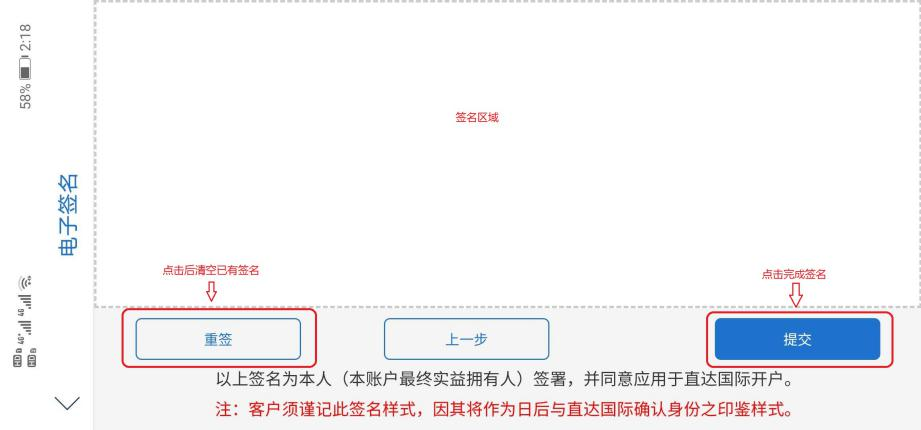 58% 2:18
电子签名
签名区域
点击后清空已有签名
点击完成签名
重签
上一步
提交
以上签名为本人（本账户最终实益拥有人）签署，并同意应用于直达国际开户。
注：客户须谨记此签名样式，因其将作为日后与直达国际确认身份之印鉴样式。